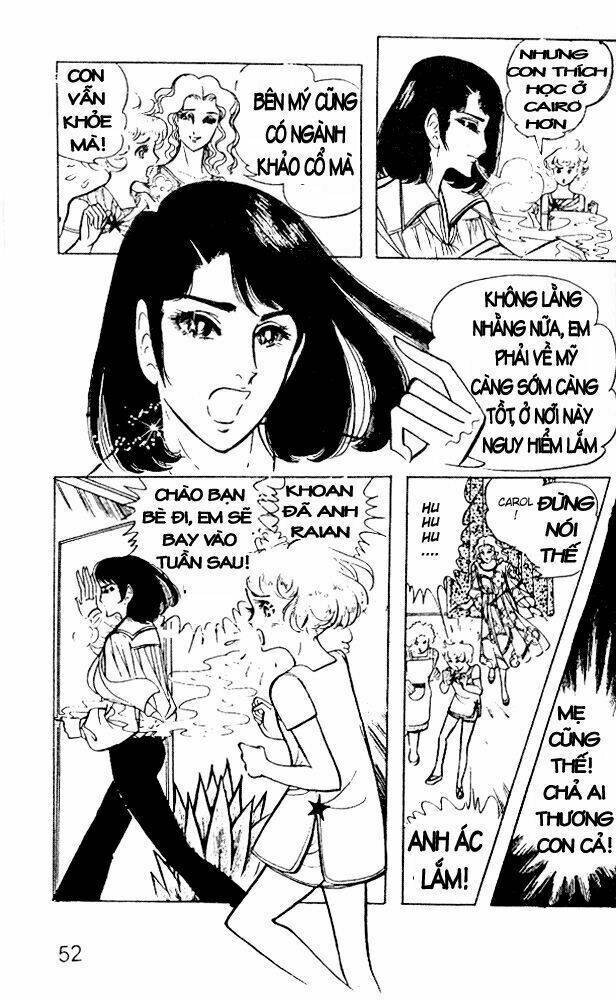 CON
VẪN
KHỎE
MÀ!
BÊN MỸ CŨNG
CÓ NGÀNH
KHẢO CỔ MÀ
NHƯNG
CON THÍCH
HỌC Ở
CAIRO
HƠN
KHÔNG LẰNG
NHẰNG NỮA, EM
PHẢI VỀ MỸ
CÀNG SỚM CÀNG
TỐT, Ở NƠI NÀY
NGUY HIỂM LẮM
CHÀO BẠN
BÈ ĐI, EM SẼ
BAY VÀO
TUẦN SAU!
KHOAN
ĐÃ ANH
RAIAN
HU
HU
HU
....
CAROL
!
ĐỪNG
NÓI
THẾ
ANH ÁC
LẮM!
MẸ
CŨNG
THẾ!
CHẢ AI
THƯƠNG
CON CẢ!
52